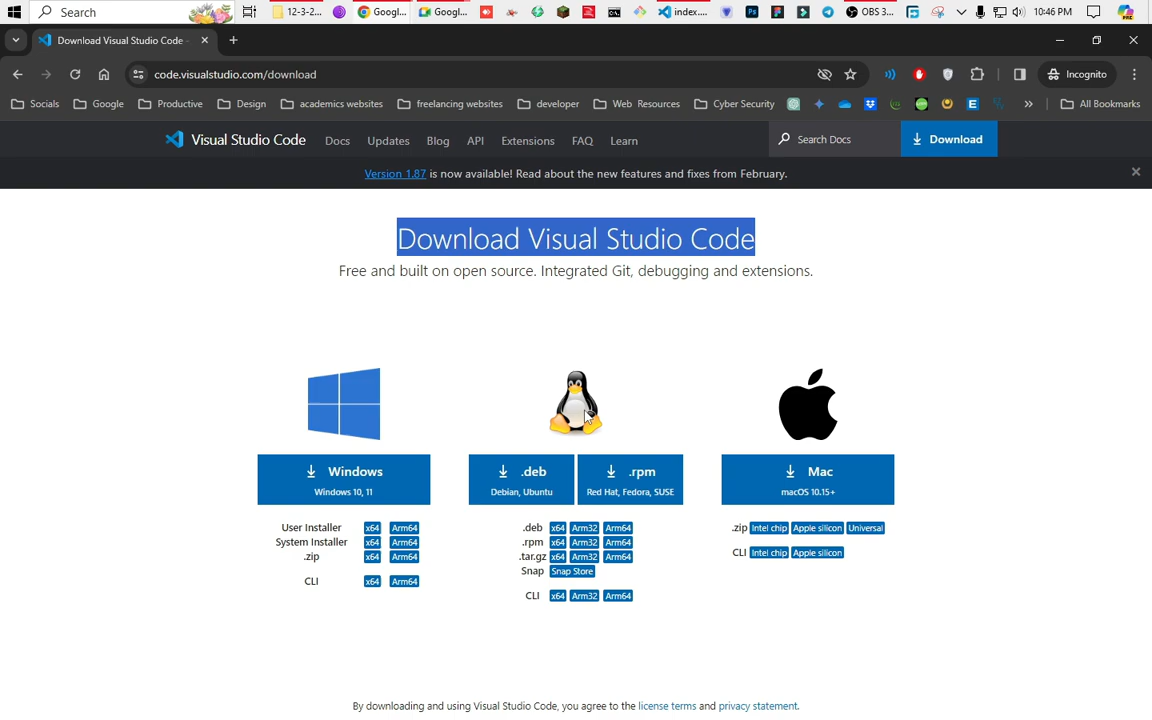 Search
12-3-2...
Googl...
Googl...
index....
OBS 3...
10:46 PM
Download Visual Studio Code -
code.visualstudio.com/download
Incognito
Socials
Google
Productive
Design
academics websites
freelancing websites
developer
Web Resources
Cyber Security
All Bookmarks
Visual Studio Code
Docs
Updates
Blog
API
Extensions
FAQ
Learn
Search Docs
Download
Version 1.87 is now available! Read about the new features and fixes from February.
Download Visual Studio Code
Free and built on open source. Integrated Git, debugging and extensions.
Windows
Windows 10, 11
User Installer x64 Arm64
System Installer x64 Arm64
.zip x64 Arm64
CLI x64 Arm64
.deb
Debian, Ubuntu
.rpm
Red Hat, Fedora, SUSE
.deb x64 Arm32 Arm64
.rpm x64 Arm32 Arm64
.tar.gz x64 Arm32 Arm64
Snap Snap Store
CLI x64 Arm32 Arm64
Mac
macOS 10.15+
.zip Intel chip Apple silicon Universal
CLI Intel chip Apple silicon
By downloading and using Visual Studio Code, you agree to the license terms and privacy statement.